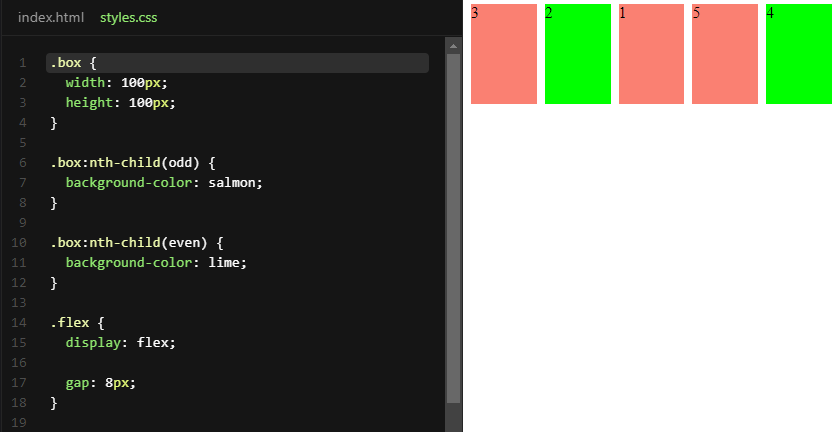 index.html styles.css
1 .box {
2 width: 100px;
3 height: 100px;
4 }
5
6 .box:nth-child(odd) {
7 background-color: salmon;
8 }
9
10 .box:nth-child(even) {
11 background-color: lime;
12 }
13
14 .flex {
15 display: flex;
16
17 gap: 8px;
18 }
19
3 2 1 5 4